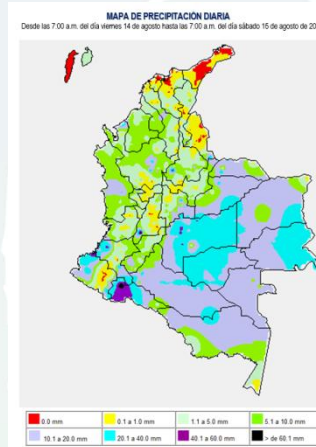 MAPA DE PRECIPITACIÓN DIARIA
Desde las 7:00 a.m. del día viernes 14 de agosto hasta las 7:00 a.m. del día sábado 15 de agosto de 20
0.0 mm
0.1 a 1.0 mm
1.1 a 5.0 mm
5.1 a 10.0 mm
10.1 a 20.0 mm
20.1 a 40.0 mm
40.1 a 60.0 mm
> de 60.1 mm